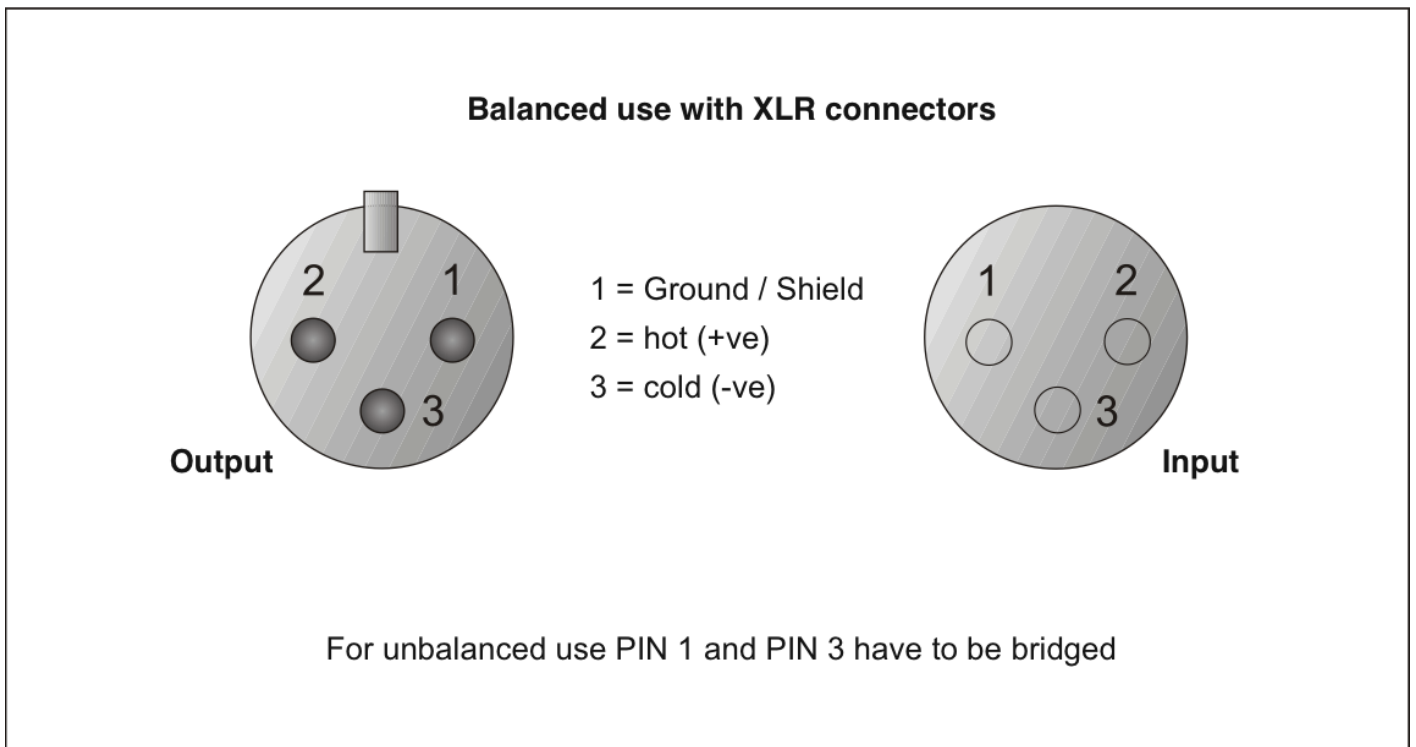 Balanced use with XLR connectors
2 1
3
Output
1 = Ground / Shield
2 = hot (+ve)
3 = cold (-ve)
1 2
3
Input
For unbalanced use PIN 1 and PIN 3 have to be bridged